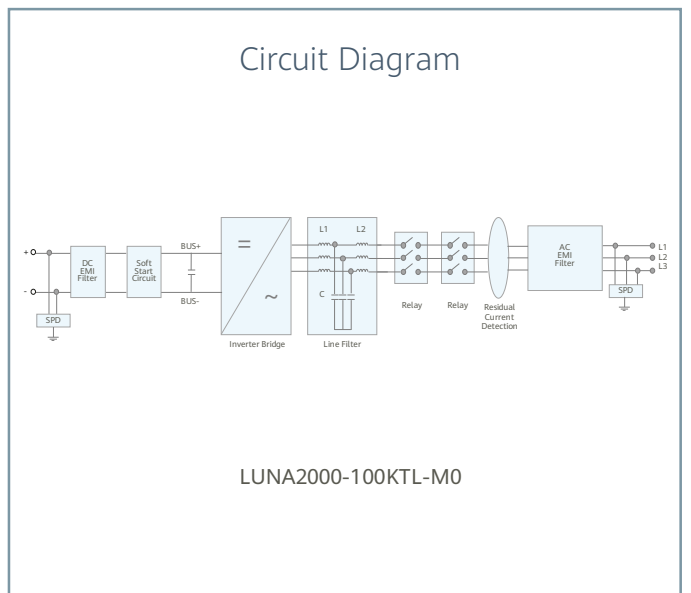 Circuit Diagram
+
-
SPD
DC
EMI
Filter
Soft
Start
Circuit
BUS+
BUS-
=
~
Inverter Bridge
L1
L2
C
Line Filter
Relay
Relay
Residual
Current
Detection
AC
EMI
Filter
L1
L2
L3
SPD
LUNA2000-100KTL-M0